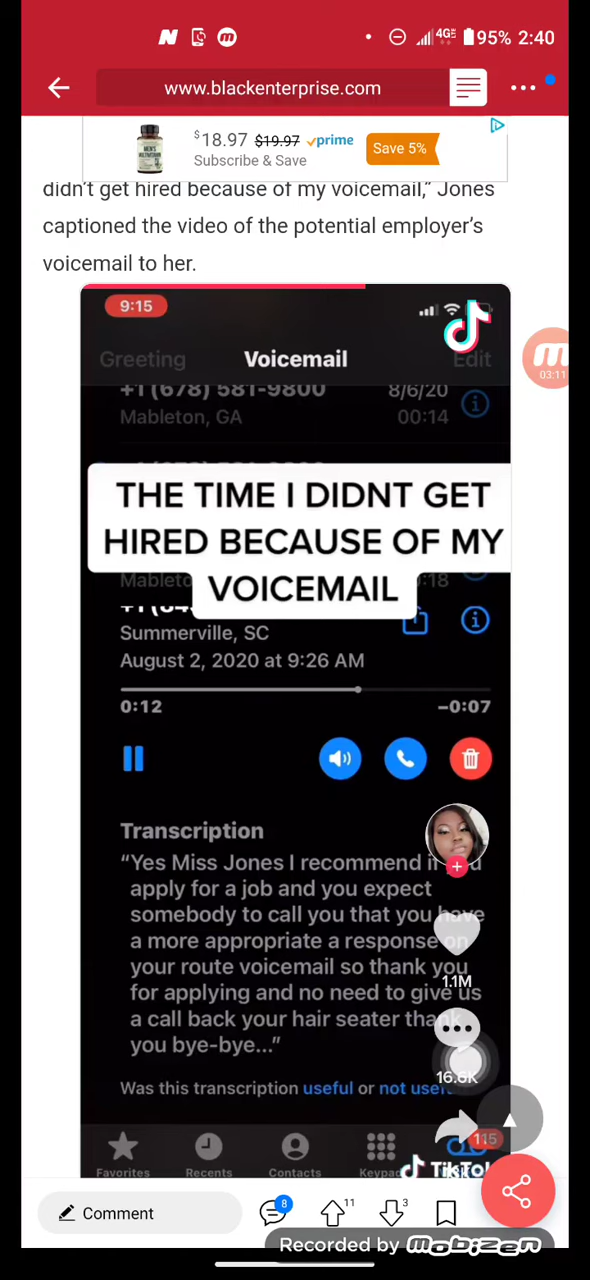 4GE 95% 2:40
www.blackenterprise.com
$18.97 $19.97 prime
Subscribe & Save
Save 5%
didn't get hired because of my voicemail," Jones
captioned the video of the potential employer's
voicemail to her.
9:15
Greeting Voicemail Edit
+1 (678) 581-9800 8/6/20
Mableton, GA 00:14
03:11
THE TIME I DIDNT GET
HIRED BECAUSE OF MY
VOICEMAIL
Summerville, SC
August 2, 2020 at 9:26 AM
0:12 -0:07
Transcription
"Yes Miss Jones I recommend if
apply for a job and you expect
somebody to call you that you have
a more appropriate a response on
your route voicemail so thank you
for applying and no need to give us
a call back your hair seater thank
you bye-bye..."
1.1M
16.6K
Was this transcription useful or not
115
Favorites Recents Contacts
TikTok
Comment 8 11 3
Recorded by mobizen